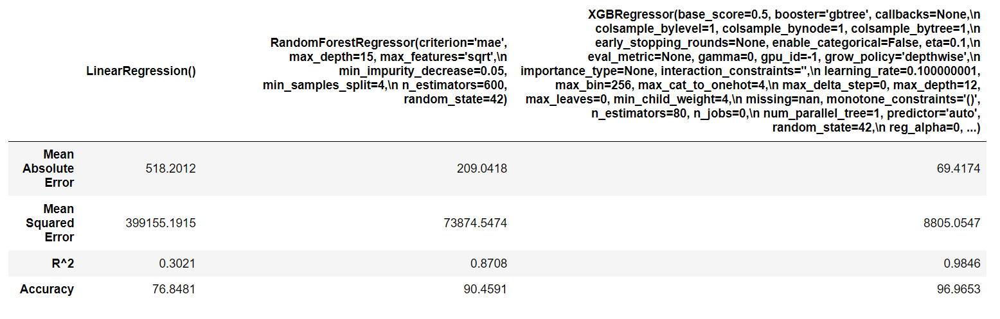 LinearRegression()
RandomForestRegressor(criterion='mae',
max_depth=15, max_features='sqrt',\n
min_impurity_decrease=0.05,
min_samples_split=4,\n n_estimators=600,
random_state=42)
XGBRegressor(base_score=0.5, booster='gbtree', callbacks=None,\n
colsample_bylevel=1, colsample_bynode=1, colsample_bytree=1,\n
early_stopping_rounds=None, enable_categorical=False, eta=0.1,\n
eval_metric=None, gamma=0, gpu_id=-1, grow_policy='depthwise',\n
importance_type=None, interaction_constraints='',\n learning_rate=0.100000001,
max_bin=256, max_cat_to_onehot=4,\n max_delta_step=0, max_depth=12,
max_leaves=0, min_child_weight=4,\n missing=nan, monotone_constraints='()',
n_estimators=80, n_jobs=0,\n num_parallel_tree=1, predictor='auto',
random_state=42,\n reg_alpha=0, ...)
Mean
Absolute
Error
518.2012 209.0418 69.4174
Mean
Squared
Error
399155.1915 73874.5474 8805.0547
R^2 0.3021 0.8708 0.9846
Accuracy 76.8481 90.4591 96.9653